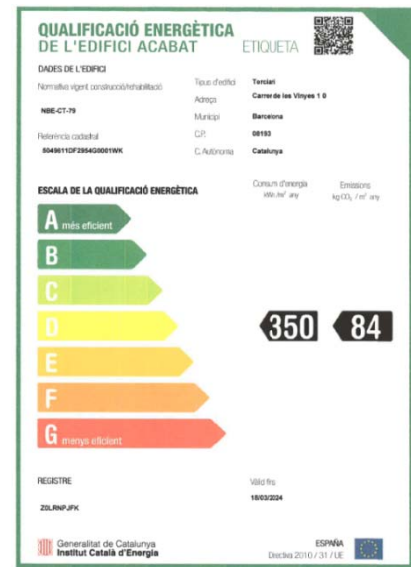 QUALIFICACIÓ ENERGÈTICA
DE L'EDIFICI ACABAT ETIQUETA
DADES DE L'EDIFICI
Normativa vigent construcció/rehabilitació
NBE-CT-79
Referència cadastral
5049611DF2954G0001WK
Tipus d'edifici Terciari
Adreça Carrer de les Vinyes 1 0
Municipi Barcelona
C.P. 08193
C. Autònoma Catalunya
ESCALA DE LA QUALIFICACIÓ ENERGÈTICA
Consum d'energia
kWh /m² any
Emissions
kg CO₂ / m² any
A més eficient
B
C
D 350 84
E
F
G menys eficient
REGISTRE
Z0LRNPJFK
Vàlid fins
18/03/2024
Generalitat de Catalunya
Institut Català d'Energia
ESPAÑA
Directiva 2010 / 31 / UE